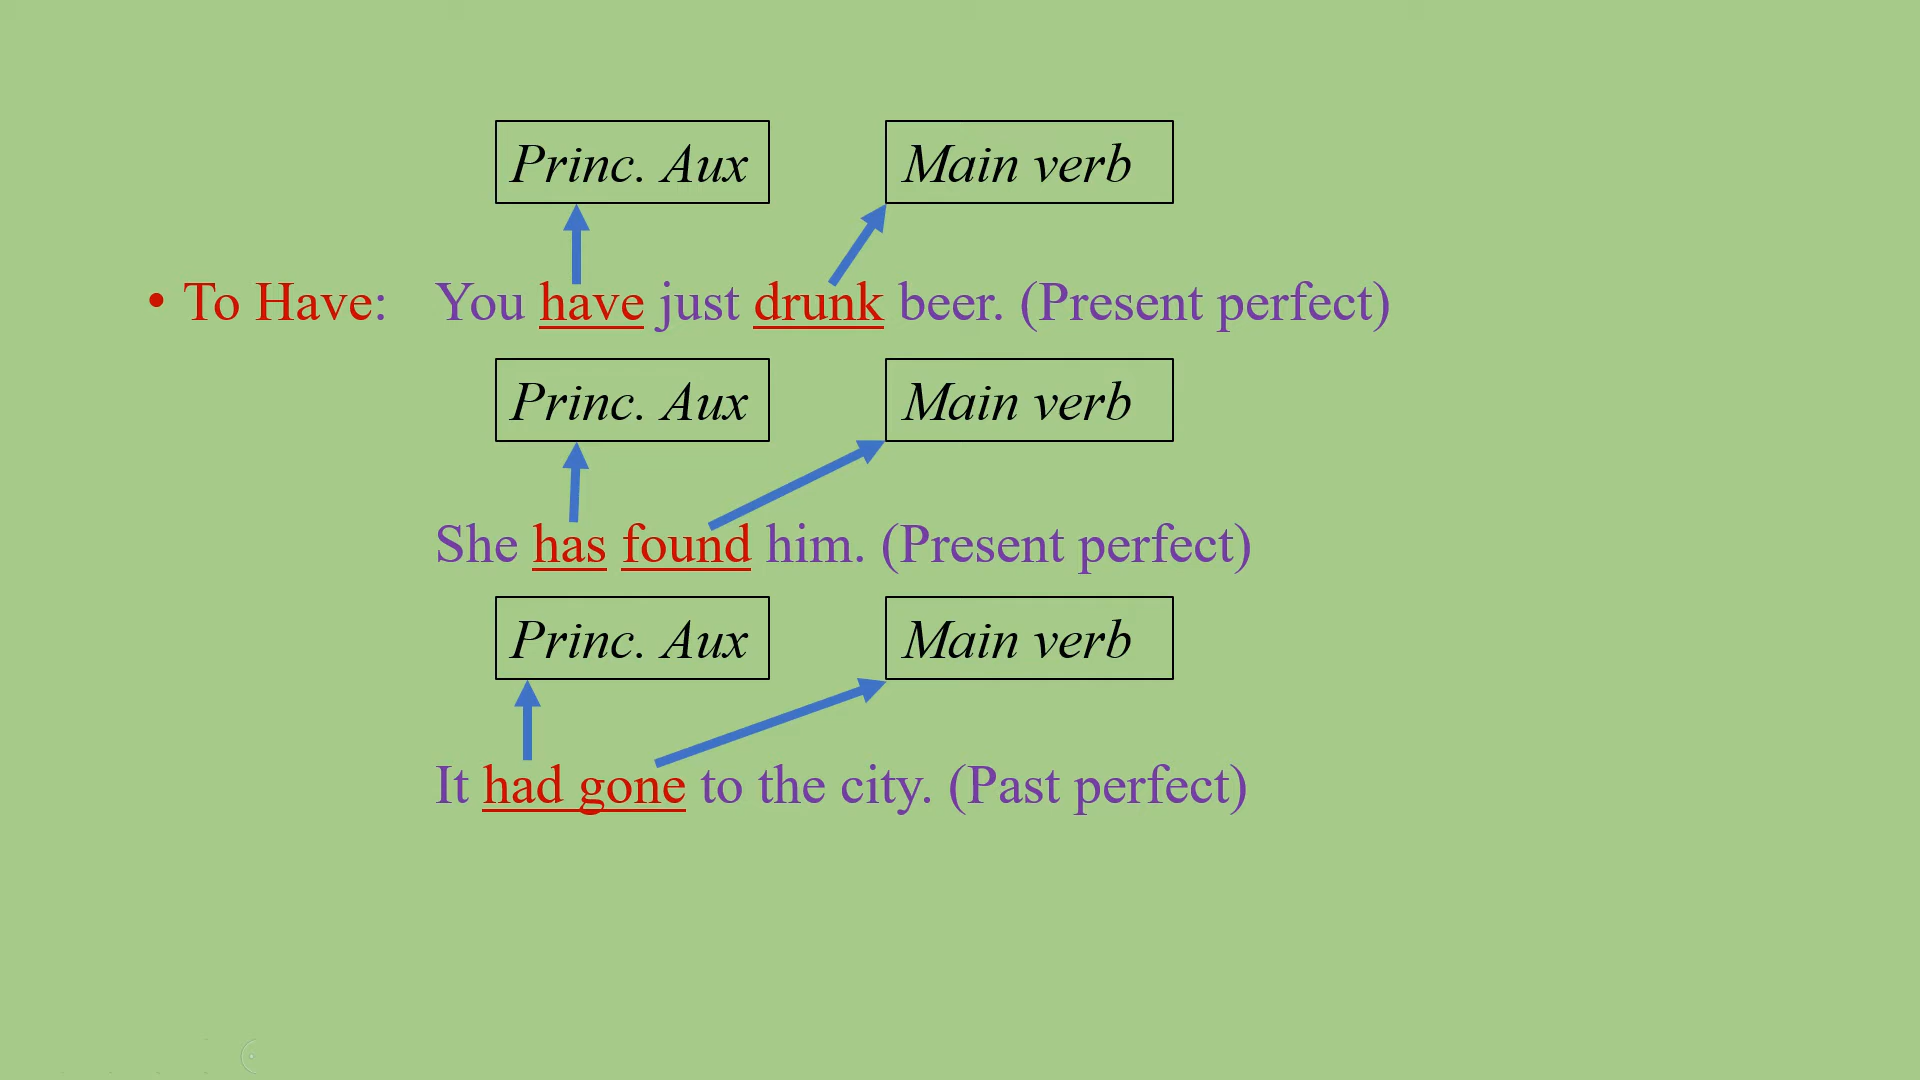 Princ. Aux Main verb
• To Have: You have just drunk beer. (Present perfect)
Princ. Aux Main verb
She has found him. (Present perfect)
Princ. Aux Main verb
It had gone to the city. (Past perfect)